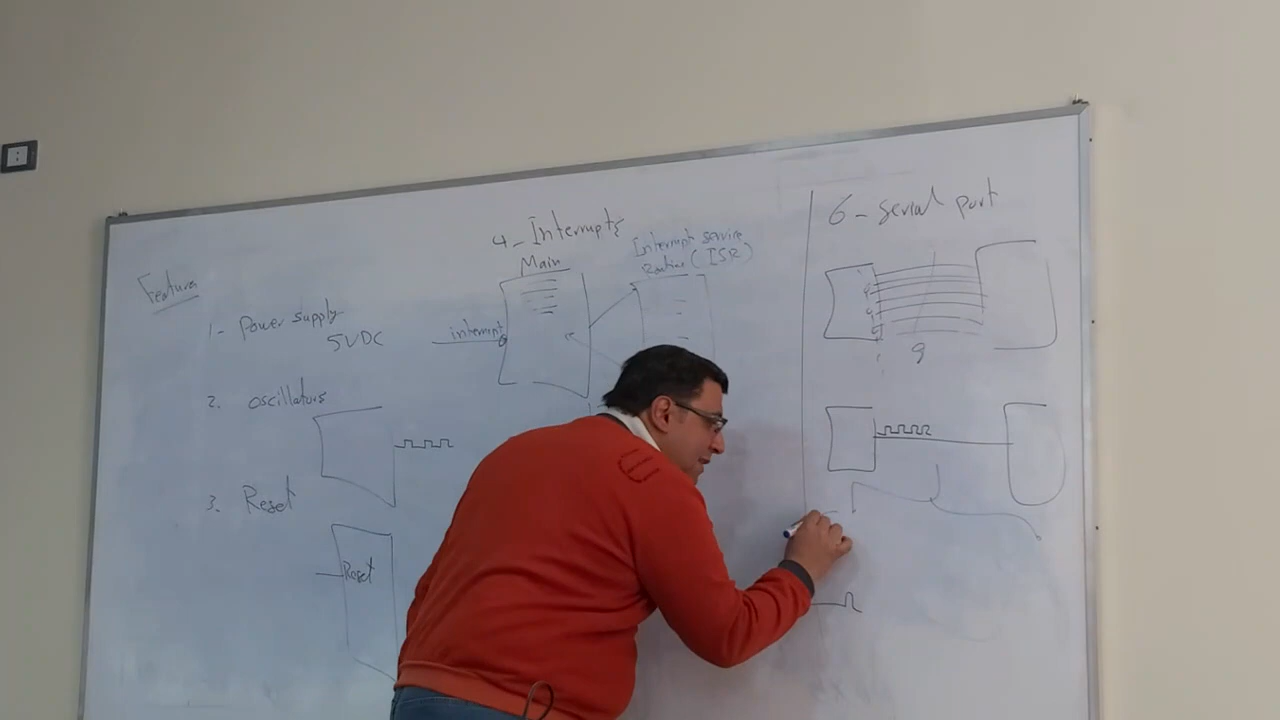 Features
1- Power supply
5VDC
2. oscillators
3. Reset
Reset
4- Interrupts
Main
interrupt
Interrupt service
Routine (ISR)
6- serial port
9